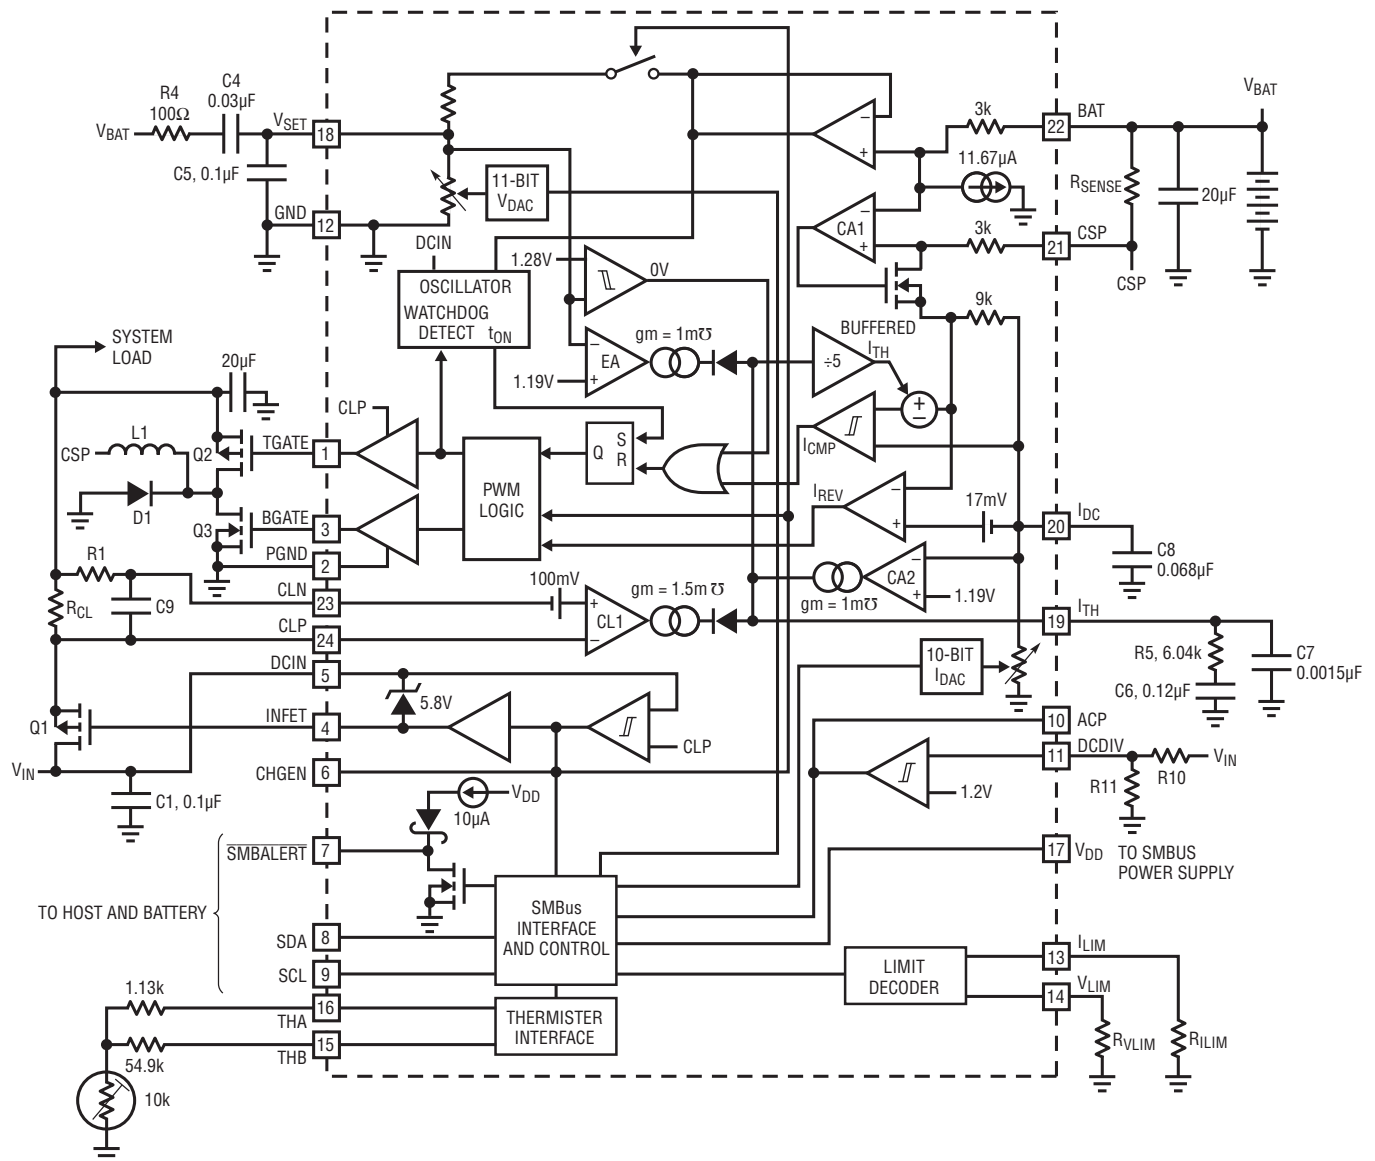 VBAT
R4
100Ω
C4
0.03µF
C5, 0.1µF
VSET
18
GND
12
11-BIT
VDAC
DCIN
OSCILLATOR
WATCHDOG
DETECT
tON
1.28V
0V
EA
1.19V
gm = 1m℧
CA1
3k
11.67µA
3k
9k
22
BAT
21
CSP
RSENSE
CSP
20µF
VBAT
BUFFERED
ITH
÷5
ICMP
IREV
17mV
20
IDC
C8
0.068µF
CA2
1.19V
gm = 1m℧
SYSTEM
LOAD
20µF
CSP
L1
D1
Q2
Q3
TGATE
1
CLP
BGATE
3
PGND
2
PWM
LOGIC
Q
S
R
R1
RCL
C9
CLN
23
CLP
24
100mV
CL1
gm = 1.5m ℧
19
ITH
R5, 6.04k
C6, 0.12µF
C7
0.0015µF
10-BIT
IDAC
DCIN
5
INFET
4
5.8V
CLP
CHGEN
6
Q1
VIN
C1, 0.1µF
10
ACP
11
DCDIV
1.2V
R11
R10
VIN
10µA
VDD
SMBALERT
7
TO HOST AND BATTERY
SDA
8
SCL
9
SMBus
INTERFACE
AND CONTROL
17
VDD
TO SMBUS
POWER SUPPLY
LIMIT
DECODER
13
ILIM
14
VLIM
RVLIM
RILIM
1.13k
THA
16
54.9k
THB
15
THERMISTER
INTERFACE
10k